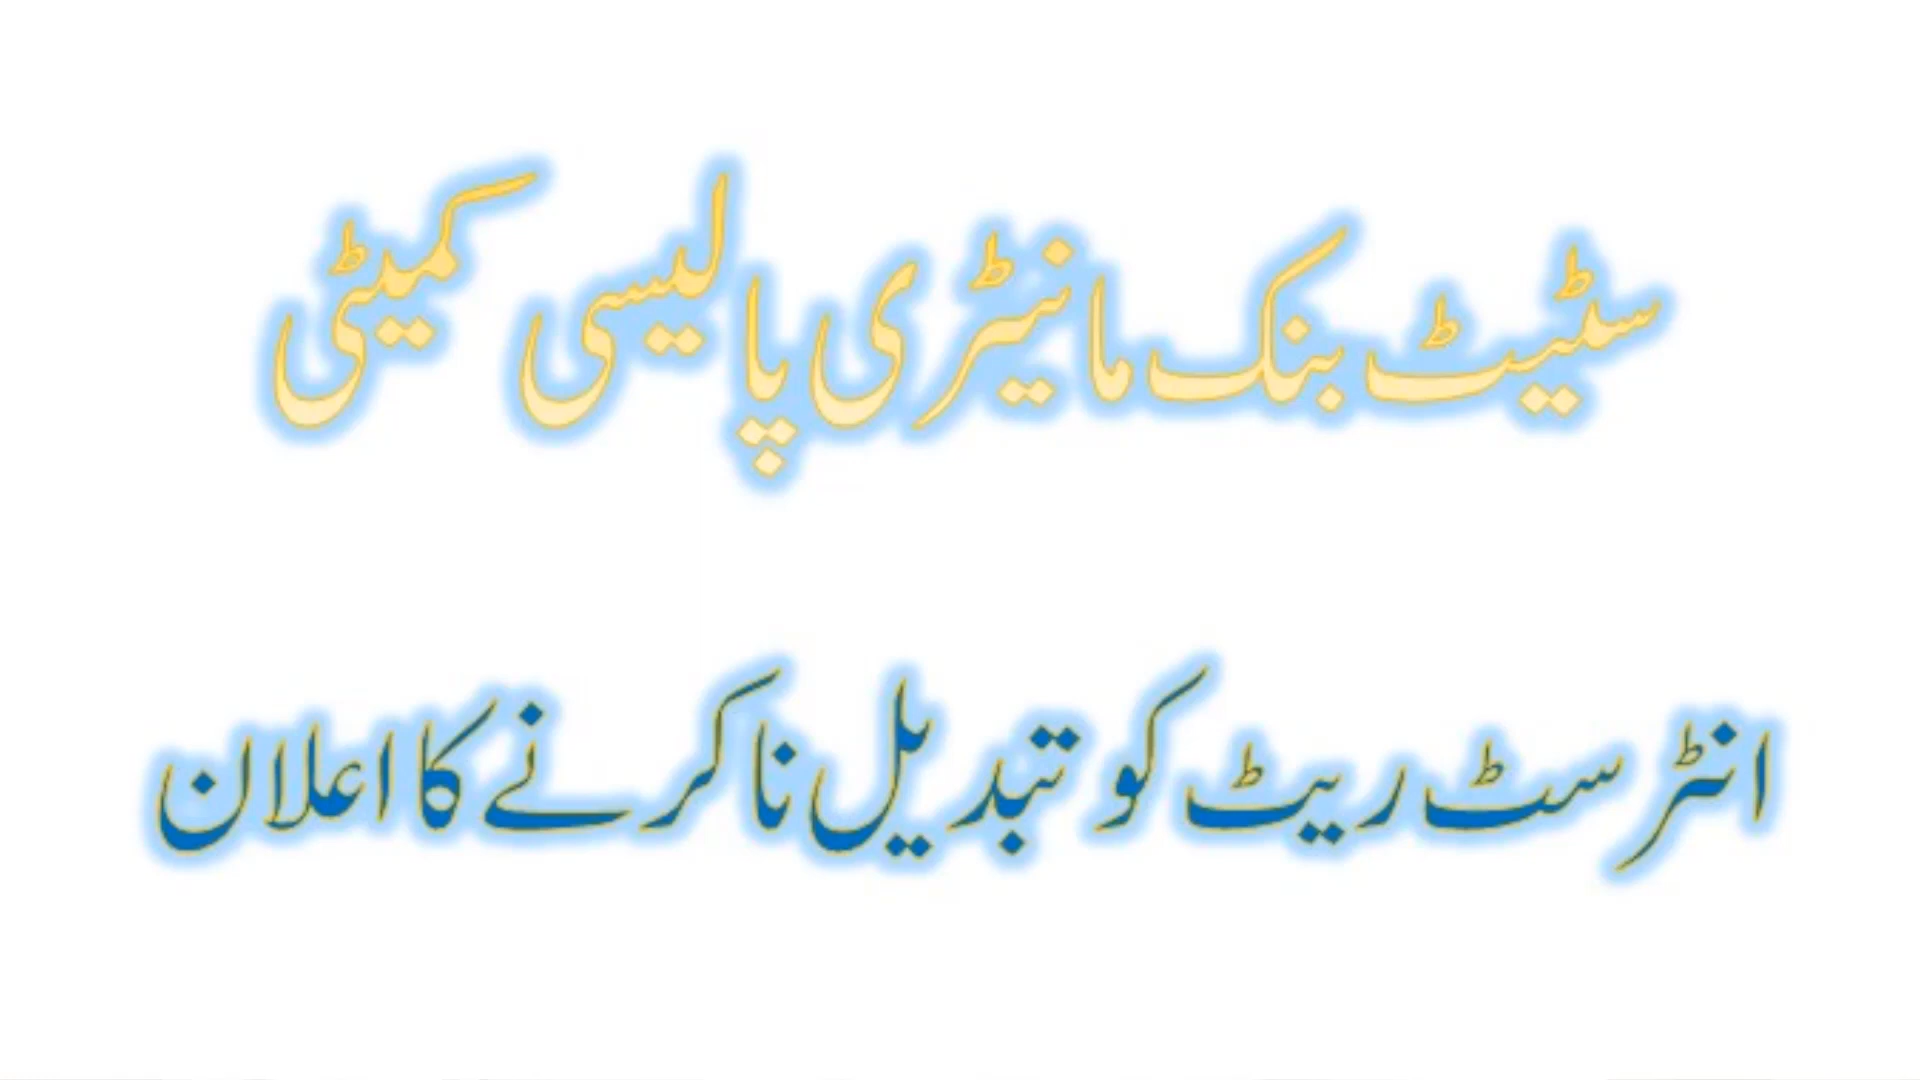 سٹیٹ بنک مانیٹری پالیسی کمیٹی
انٹرسٹ ریٹ کو تبدیل نا کرنے کا اعلان